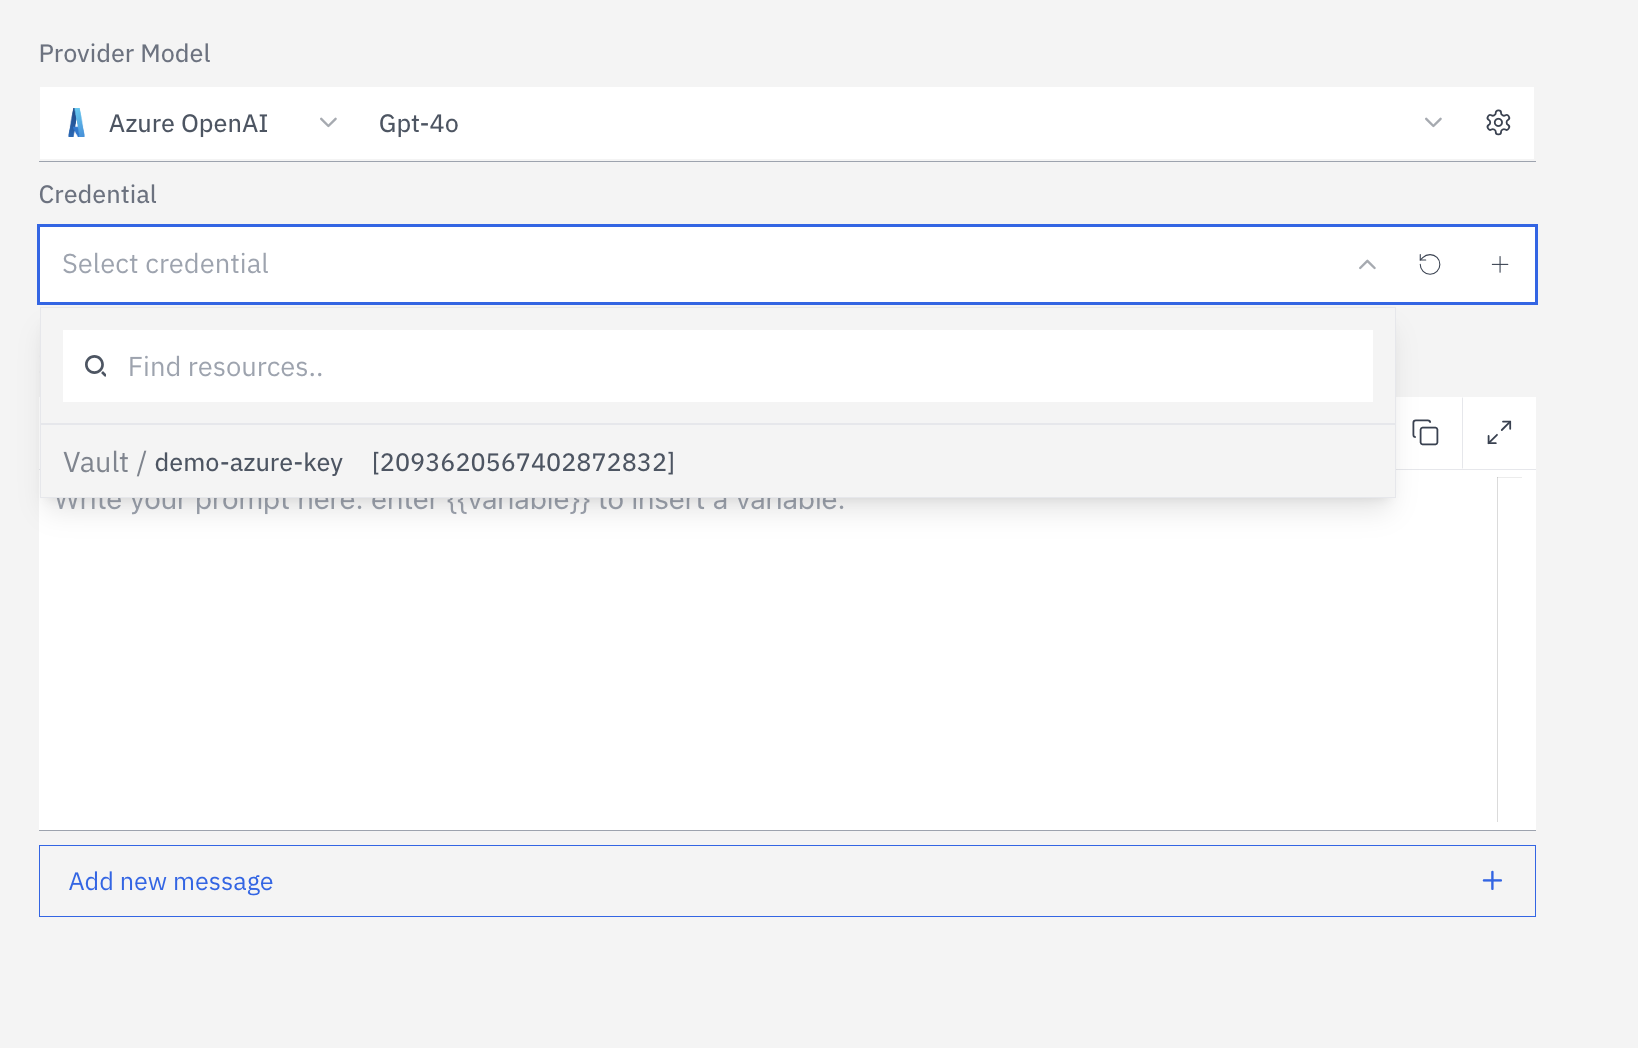 Provider Model
Azure OpenAI Gpt-4o
Credential
Select credential
Find resources..
Vault / demo-azure-key [2093620567402872832]
Write your prompt here. enter {{variable}} to insert a variable.
Add new message